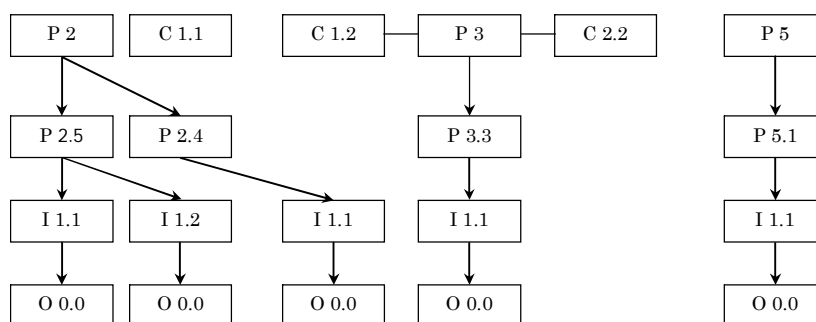 P 2 C 1.1 C 1.2 P 3 C 2.2 P 5
P 2.5 P 2.4 P 3.3 P 5.1
I 1.1 I 1.2 I 1.1 I 1.1 I 1.1
O 0.0 O 0.0 O 0.0 O 0.0 O 0.0